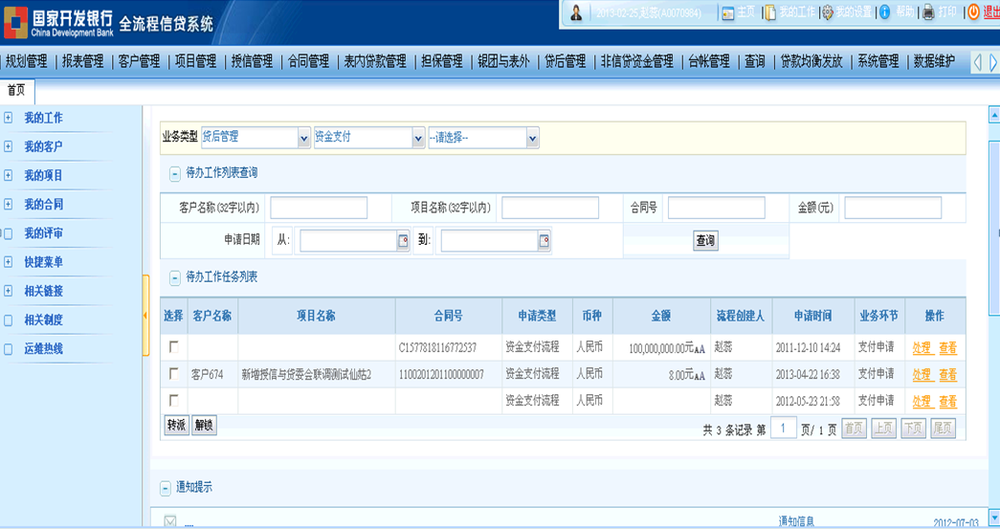 国家开发银行 全流程信贷系统
China Development Bank
2013-02-25,赵蕊(A0070984) 主页 我的工作 我的设置 帮助 打印 退出
规划管理 报表管理 客户管理 项目管理 授信管理 合同管理 表内贷款管理 担保管理 银团与表外 贷后管理 非信贷资金管理 台帐管理 查询 贷款均衡发放 系统管理 数据维护
首页
我的工作
我的客户
我的项目
我的合同
我的评审
快捷菜单
相关链接
相关制度
运维热线
业务类型 贷后管理 资金支付 --请选择--
待办工作列表查询
客户名称(32字以内) 项目名称(32字以内) 合同号 金额(元)
申请日期 从: 到: 查询
待办工作任务列表
选择 客户名称 项目名称 合同号 申请类型 币种 金额 流程创建人 申请时间 业务环节 操作
C1577818116772537 资金支付流程 人民币 100,000,000.00元AA 赵蕊 2011-12-10 14:24 支付申请 处理 查看
客户674 新增授信与贷委会联调测试仙姑2 1100201201100000007 资金支付流程 人民币 8.00元AA 赵蕊 2013-04-22 16:38 支付申请 处理 查看
资金支付流程 人民币 赵蕊 2012-05-23 21:58 支付申请 处理 查看
转派 解锁 共 3 条记录 第 1 页/ 1 页 首页 上页 下页 尾页
通知提示
.... 通知信息 2012-07-03